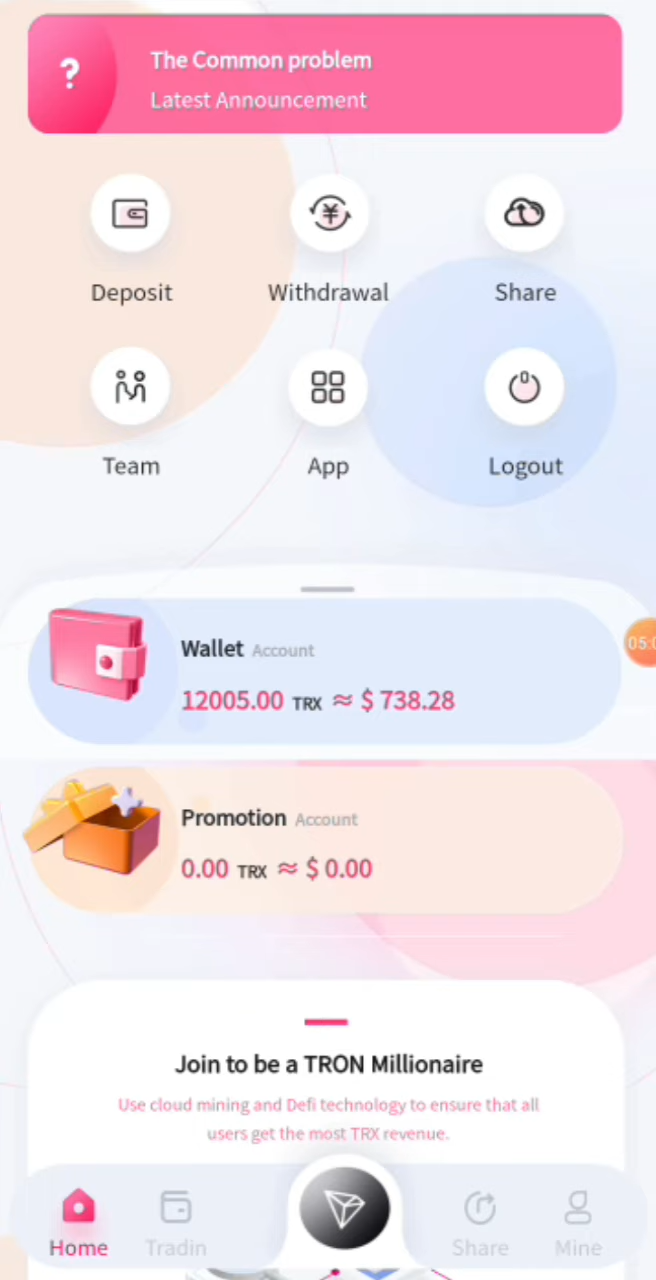 ?
The Common problem
Latest Announcement
Deposit
Withdrawal
Share
Team
App
Logout
Wallet Account
12005.00 TRX ≈ $ 738.28
05:0
Promotion Account
0.00 TRX ≈ $ 0.00
Join to be a TRON Millionaire
Use cloud mining and Defi technology to ensure that all
users get the most TRX revenue.
Home
Tradin
Share
Mine